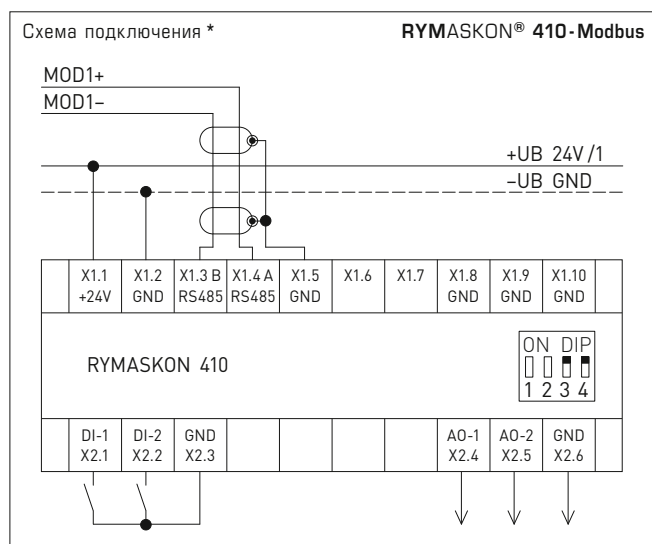 Схема подключения * RYMASKON® 410-Modbus
MOD1+
MOD1–
+UB 24V/1
–UB GND
X1.1 X1.2 X1.3 B X1.4 A X1.5 X1.6 X1.7 X1.8 X1.9 X1.10
+24V GND RS485 RS485 GND GND GND GND
ON DIP
RYMASKON 410
1 2 3 4
DI-1 DI-2 GND AO-1 AO-2 GND
X2.1 X2.2 X2.3 X2.4 X2.5 X2.6